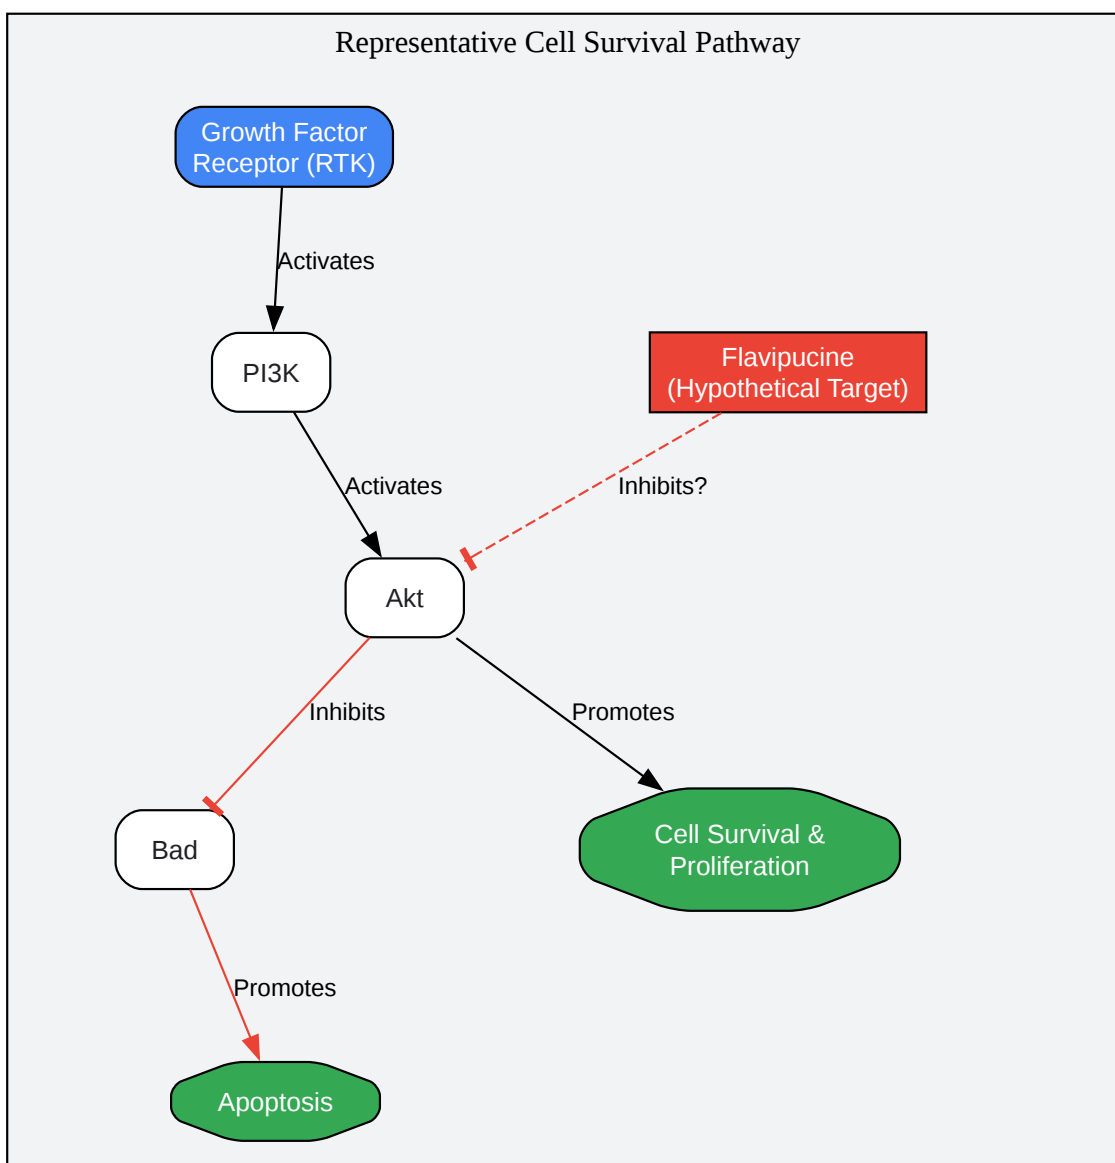 Representative Cell Survival Pathway
Growth Factor
Receptor (RTK)
Activates
PI3K
Flavipucine
(Hypothetical Target)
Activates
Inhibits?
Akt
Inhibits
Promotes
Bad
Cell Survival &
Proliferation
Promotes
Apoptosis